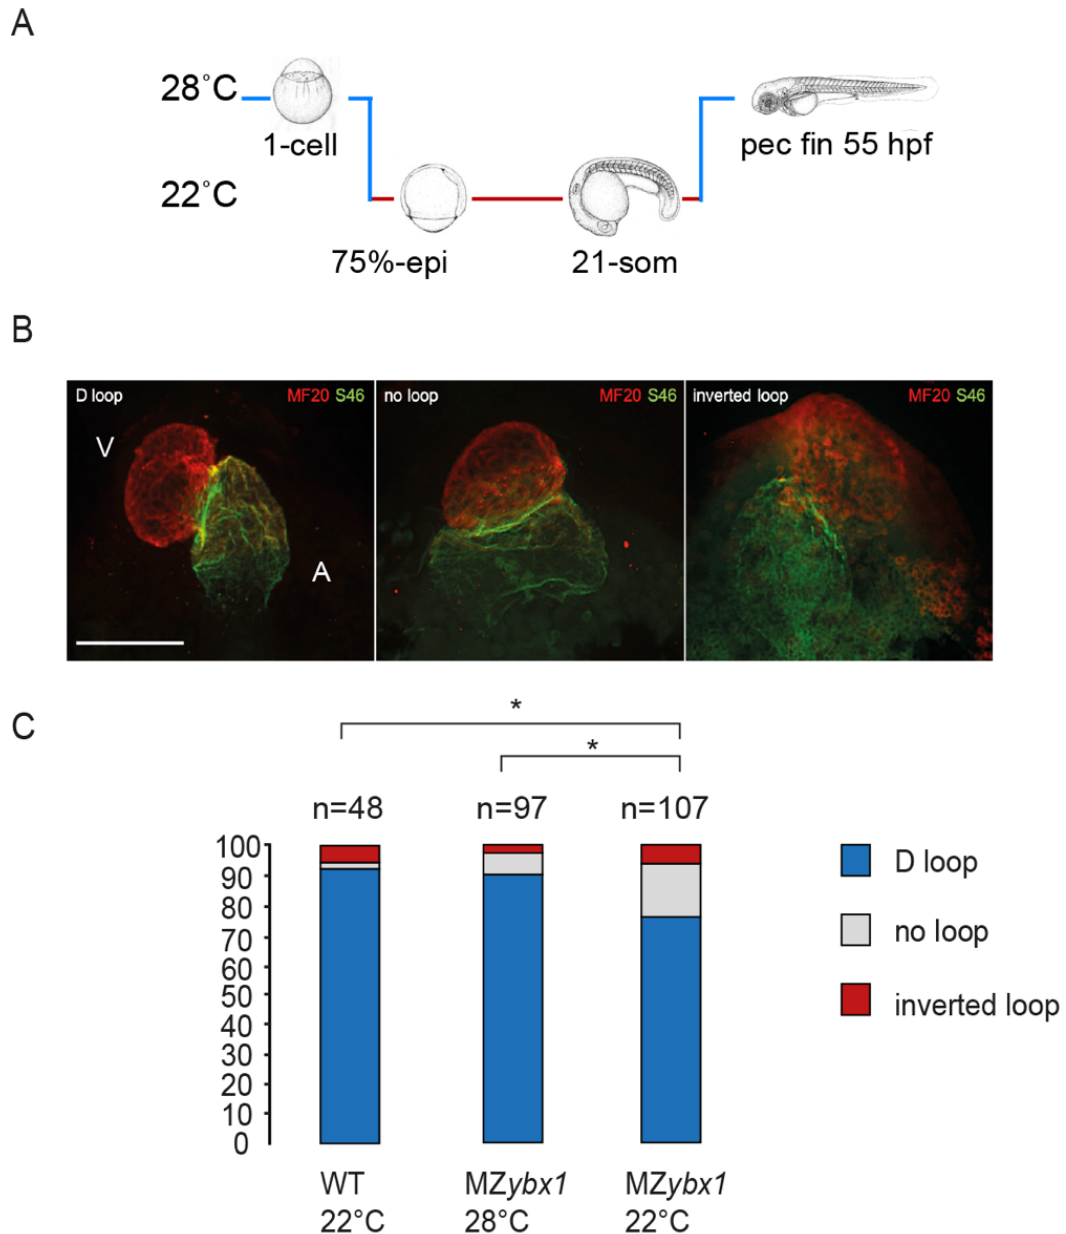 A
28°C
1-cell
pec fin 55 hpf
22°C
75%-epi
21-som
B
D loop
MF20 S46
V
A
no loop
MF20 S46
inverted loop
MF20 S46
C
*
*
n=48
n=97
n=107
100
90
80
70
60
50
40
30
20
10
0
D loop
no loop
inverted loop
WT
22°C
MZybx1
28°C
MZybx1
22°C